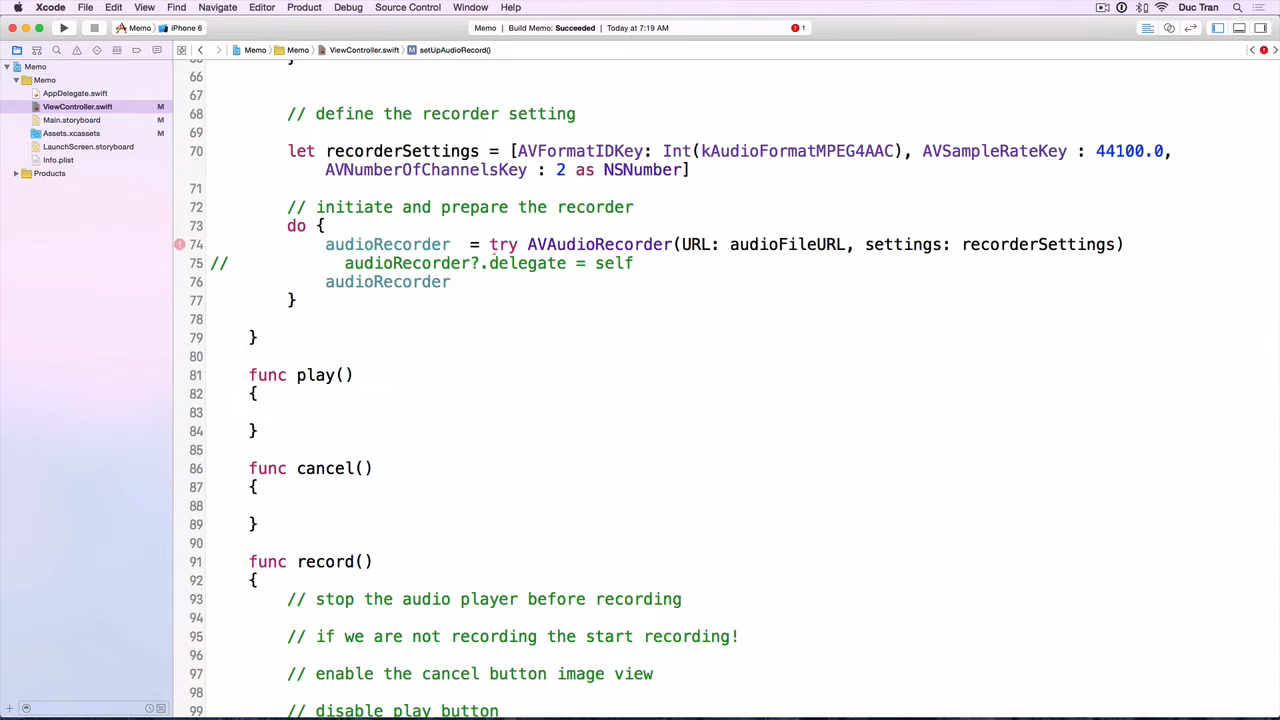 Xcode File Edit View Find Navigate Editor Product Debug Source Control Window Help Duc Tran
Memo iPhone 6 Memo Build Memo: Succeeded Today at 7:19 AM 1
Memo Memo ViewController.swift M setUpAudioRecord()
Memo
Memo
AppDelegate.swift
ViewController.swift M
Main.storyboard M
Assets.xcassets M
LaunchScreen.storyboard
Info.plist
Products
}
66
67
68 // define the recorder setting
69
70 let recorderSettings = [AVFormatIDKey: Int(kAudioFormatMPEG4AAC), AVSampleRateKey : 44100.0,
AVNumberOfChannelsKey : 2 as NSNumber]
71
72 // initiate and prepare the recorder
73 do {
74 audioRecorder = try AVAudioRecorder(URL: audioFileURL, settings: recorderSettings)
75 // audioRecorder?.delegate = self
76 audioRecorder
77 }
78
79 }
80
81 func play()
82 {
83
84 }
85
86 func cancel()
87 {
88
89 }
90
91 func record()
92 {
93 // stop the audio player before recording
94
95 // if we are not recording the start recording!
96
97 // enable the cancel button image view
98
99 // disable play button